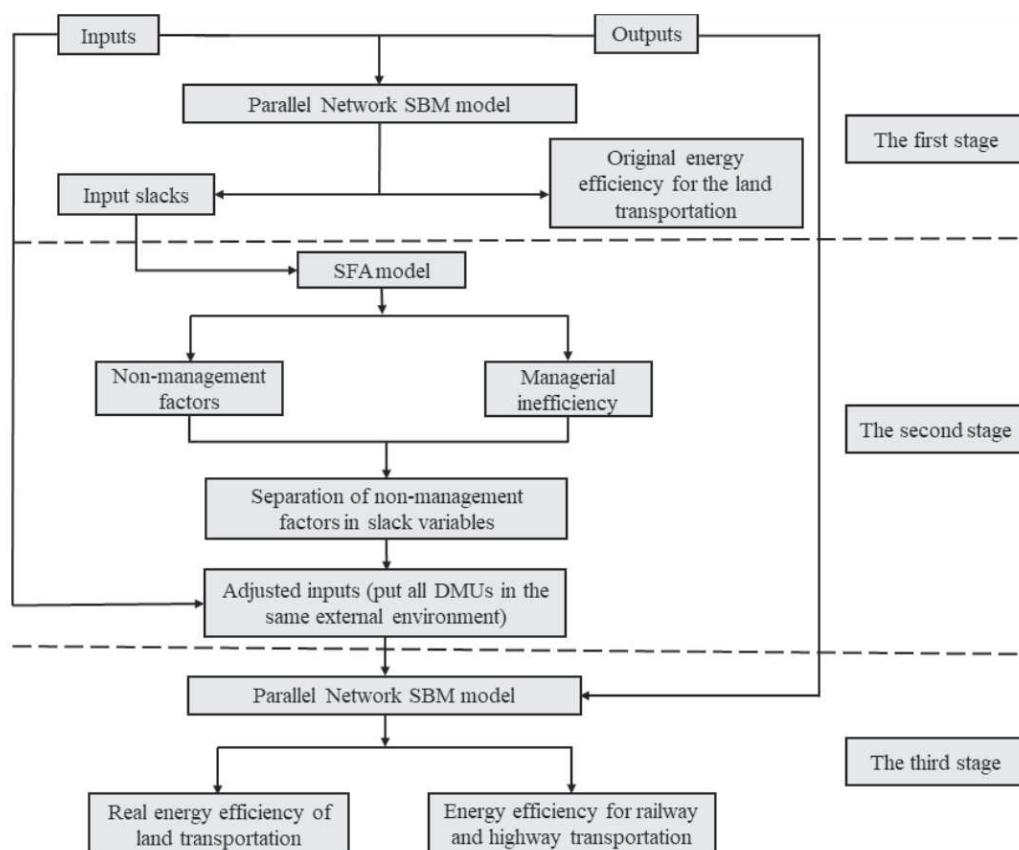 Inputs
Outputs
Parallel Network SBM model
The first stage
Original energy
efficiency for the land
transportation
Input slacks
SFA model
Non-management
factors
Managerial
inefficiency
The second stage
Separation of non-management
factors in slack variables
Adjusted inputs (put all DMUs in the
same external environment)
Parallel Network SBM model
The third stage
Real energy efficiency of
land transportation
Energy efficiency for railway
and highway transportation